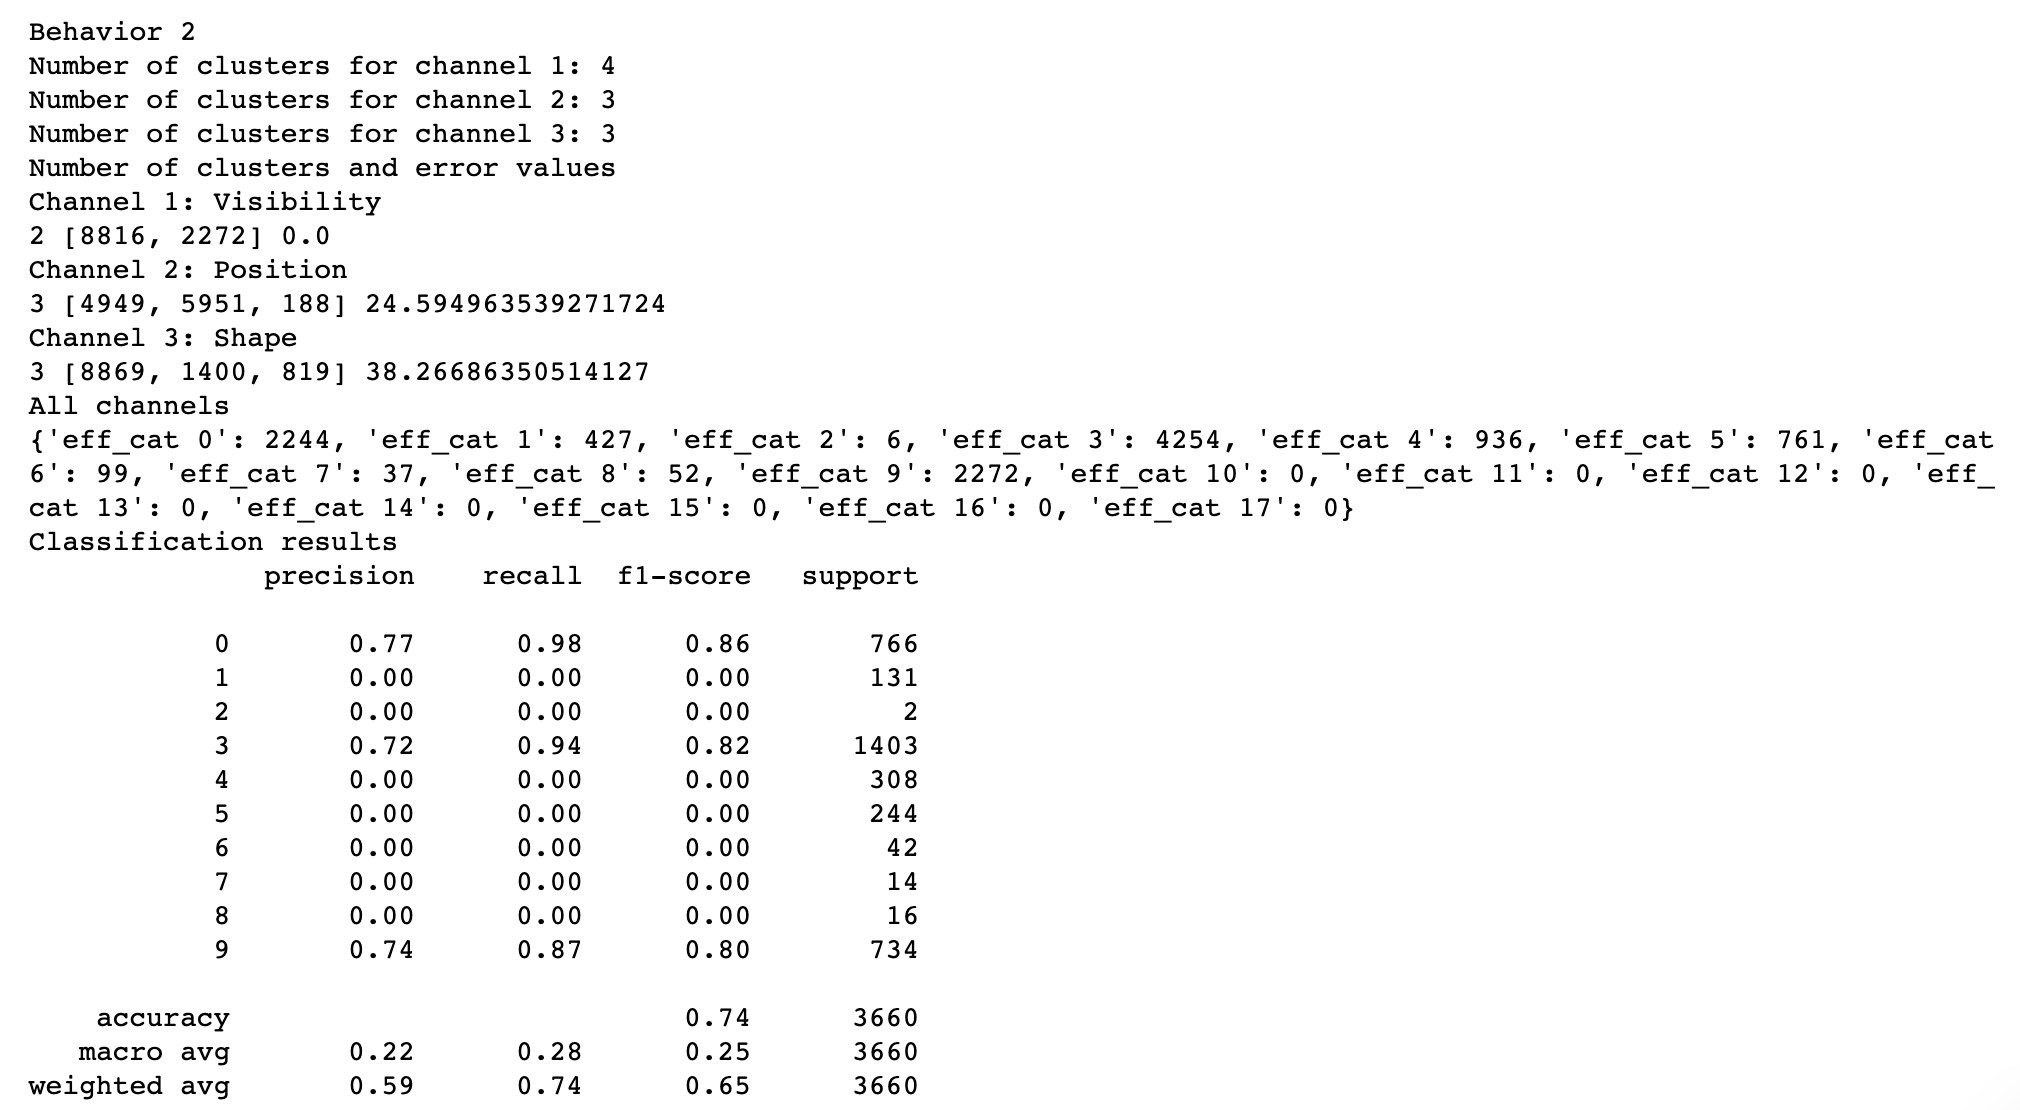 Behavior 2
Number of clusters for channel 1: 4
Number of clusters for channel 2: 3
Number of clusters for channel 3: 3
Number of clusters and error values
Channel 1: Visibility
2 [8816, 2272] 0.0
Channel 2: Position
3 [4949, 5951, 188] 24.594963539271724
Channel 3: Shape
3 [8869, 1400, 819] 38.26686350514127
All channels
{'eff_cat 0': 2244, 'eff_cat 1': 427, 'eff_cat 2': 6, 'eff_cat 3': 4254, 'eff_cat 4': 936, 'eff_cat 5': 761, 'eff_cat
6': 99, 'eff_cat 7': 37, 'eff_cat 8': 52, 'eff_cat 9': 2272, 'eff_cat 10': 0, 'eff_cat 11': 0, 'eff_cat 12': 0, 'eff_
cat 13': 0, 'eff_cat 14': 0, 'eff_cat 15': 0, 'eff_cat 16': 0, 'eff_cat 17': 0}
Classification results
precision recall f1-score support
0 0.77 0.98 0.86 766
1 0.00 0.00 0.00 131
2 0.00 0.00 0.00 2
3 0.72 0.94 0.82 1403
4 0.00 0.00 0.00 308
5 0.00 0.00 0.00 244
6 0.00 0.00 0.00 42
7 0.00 0.00 0.00 14
8 0.00 0.00 0.00 16
9 0.74 0.87 0.80 734
accuracy 0.74 3660
macro avg 0.22 0.28 0.25 3660
weighted avg 0.59 0.74 0.65 3660